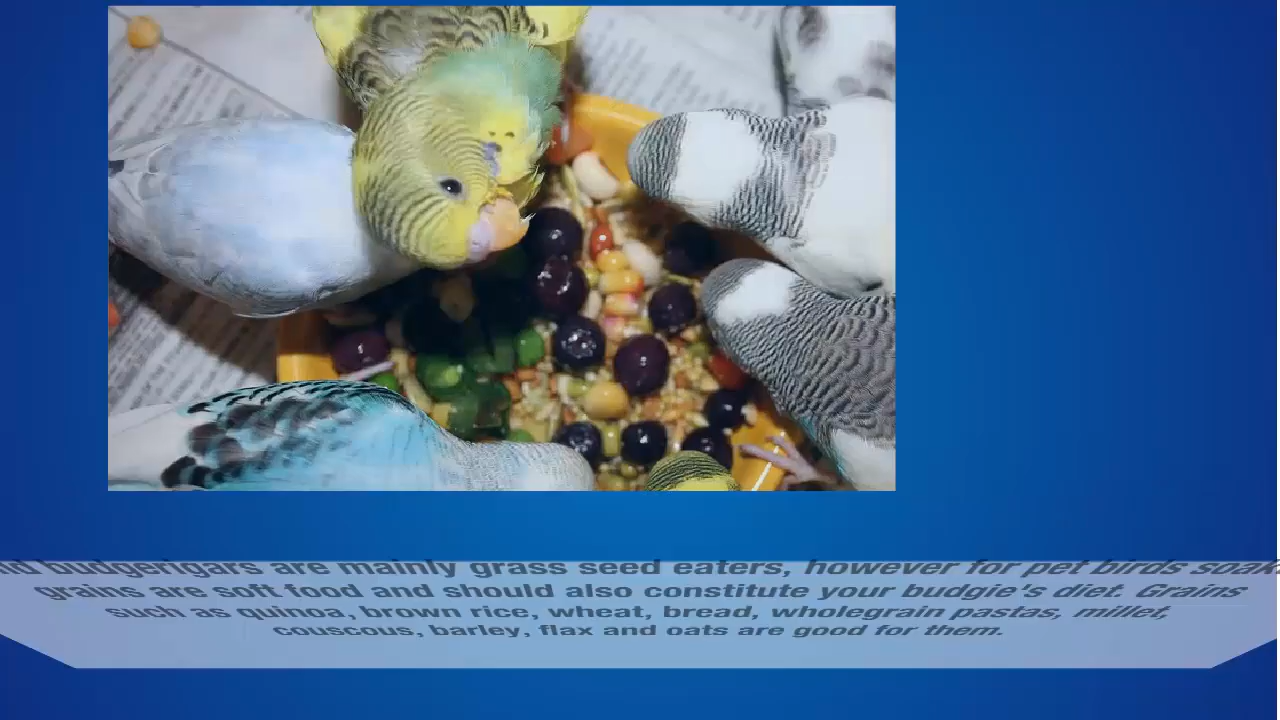 budgerigars are mainly grass seed eaters, however for pet birds
grains are soft food and should also constitute your budgie's diet. Grains
such as quinoa, brown rice, wheat, bread, wholegrain pastas, millet,
couscous, barley, flax and oats are good for them.